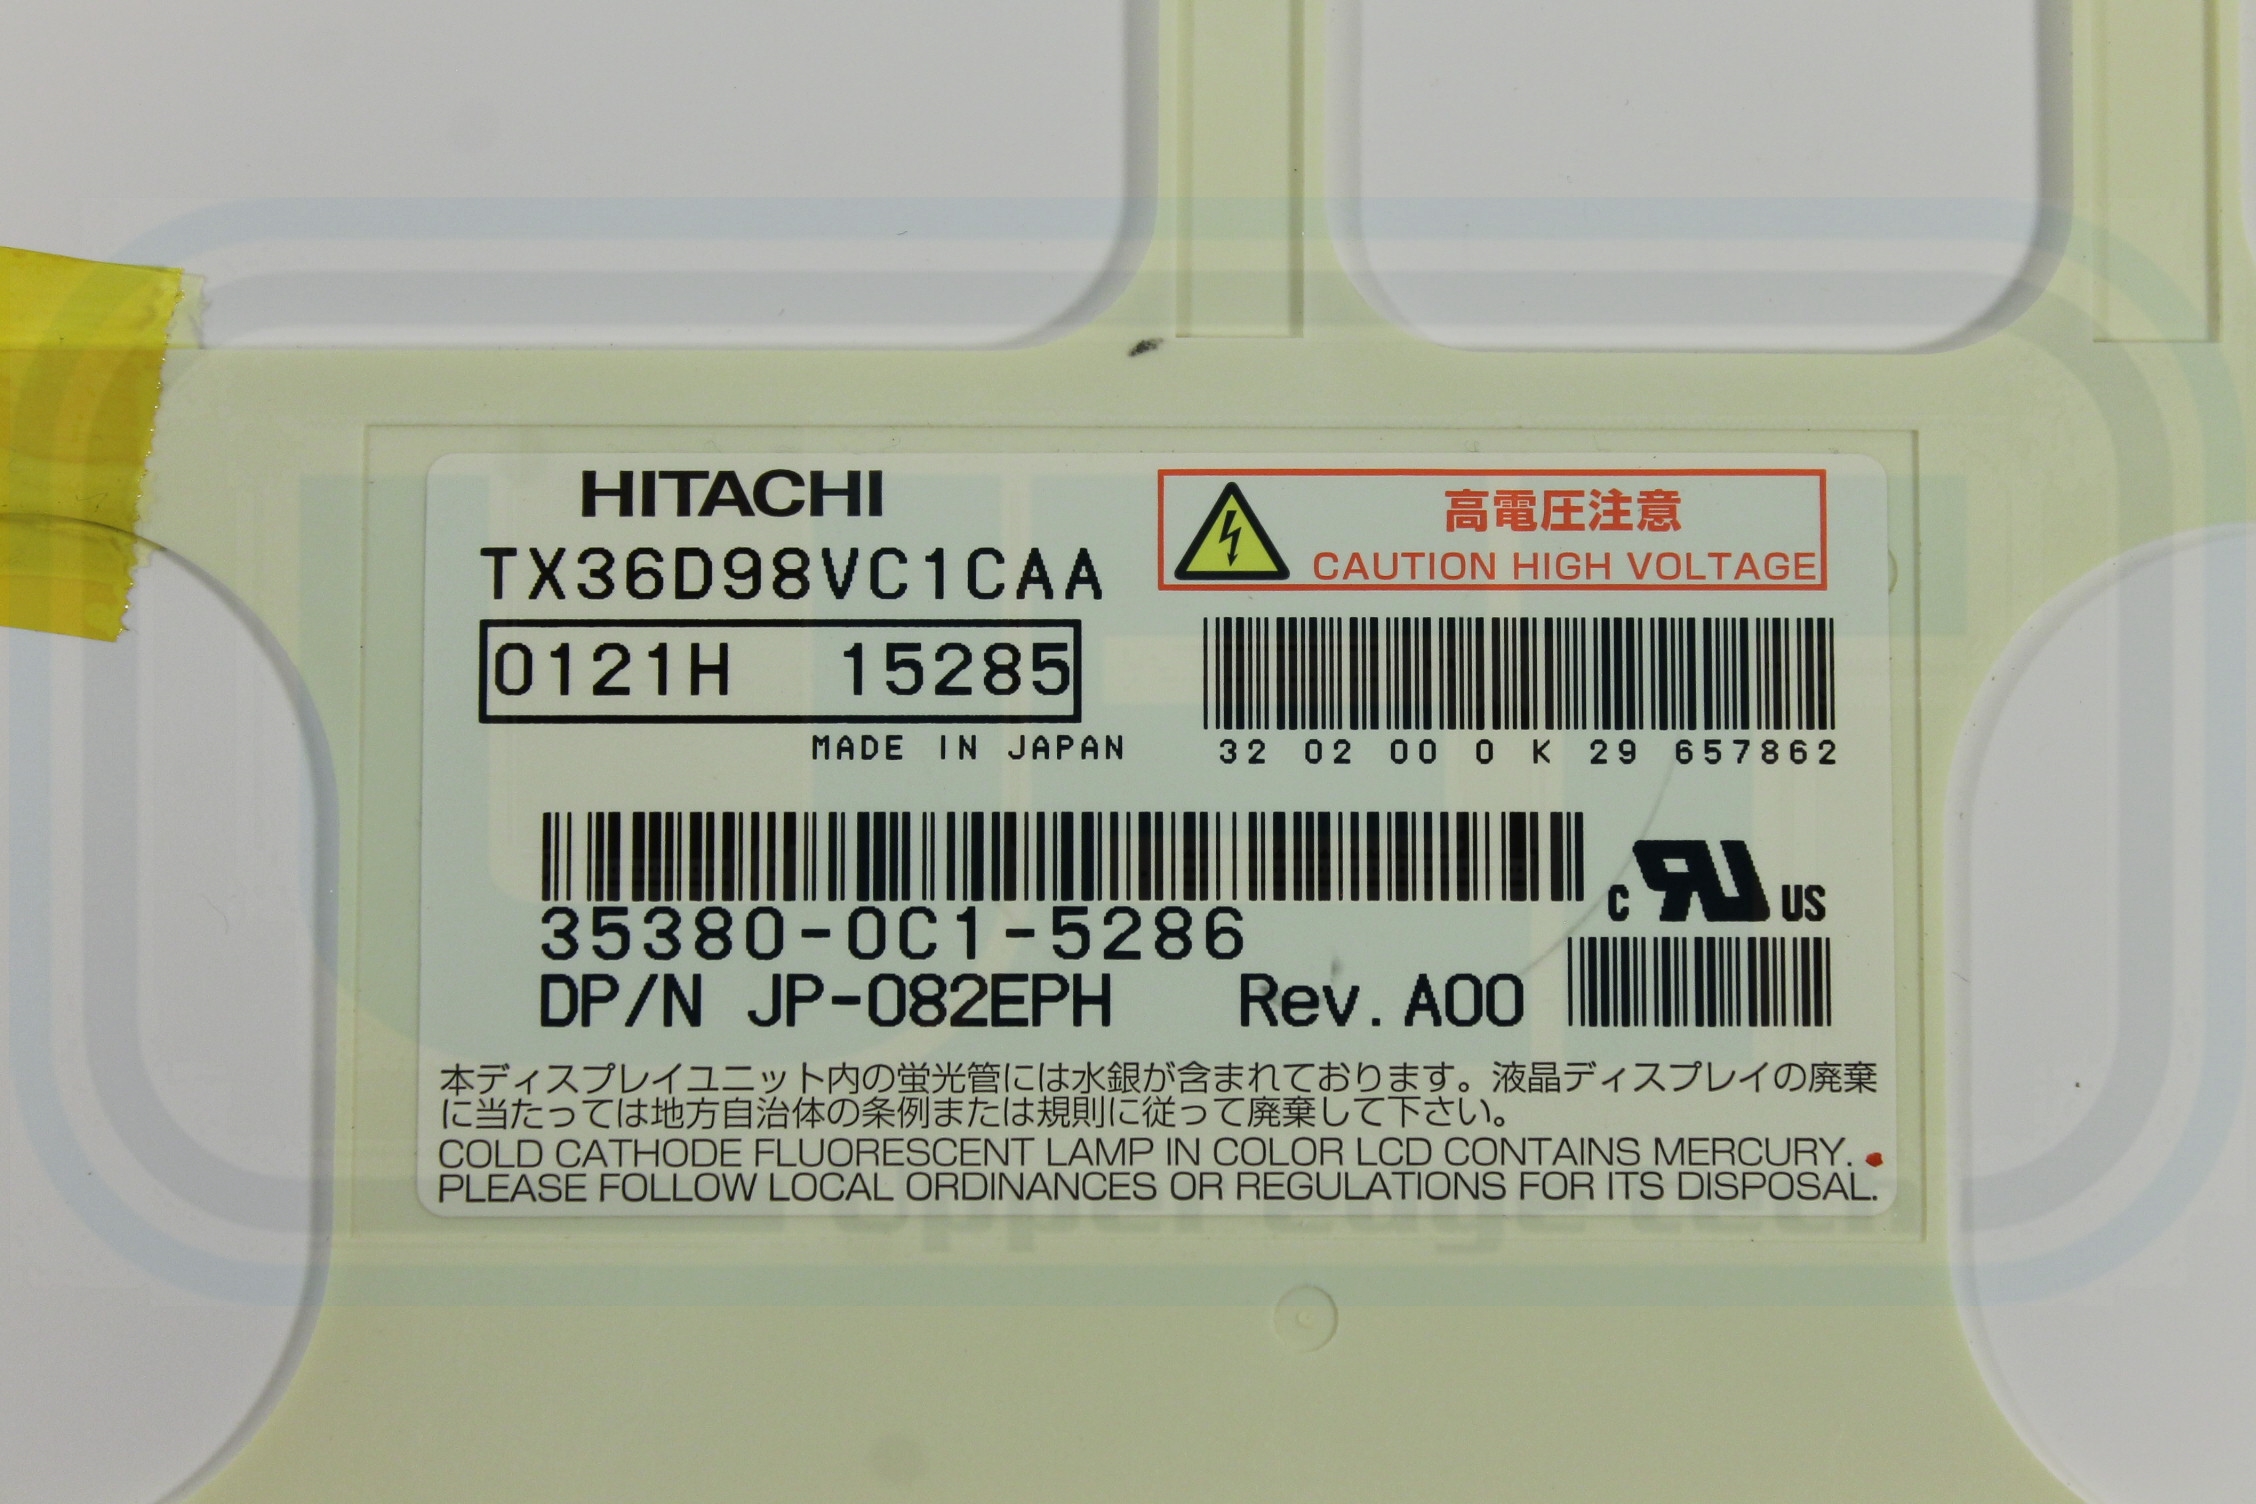 HITACHI
TX36D98VC1CAA
0121H 15285
MADE IN JAPAN
高電圧注意
CAUTION HIGH VOLTAGE
32 02 00 0 K 29 657862
35380-0C1-5286
DP/N JP-082EPH Rev. A00
C UR US
本ディスプレイユニット内の蛍光管には水銀が含まれております。液晶ディスプレイの廃棄
に当たっては地方自治体の条例または規則に従って廃棄して下さい。
COLD CATHODE FLUORESCENT LAMP IN COLOR LCD CONTAINS MERCURY.
PLEASE FOLLOW LOCAL ORDINANCES OR REGULATIONS FOR ITS DISPOSAL.
upper edge tech